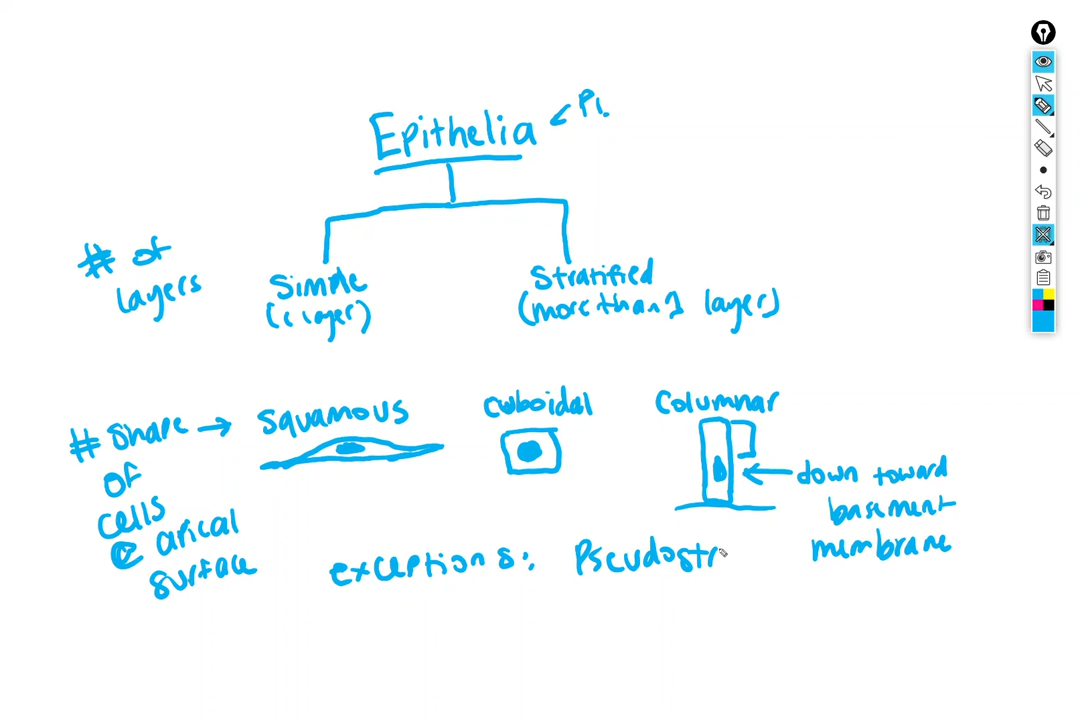 Epithelia < Pl.
# of
layers
Simple
(1 layer)
Stratified
(more than 1 layer)
# Shape →
of
cells
@ apical
surface
Squamous
Cuboidal
Columnar
← down toward
basement
membrane
exceptions: Pseudostr